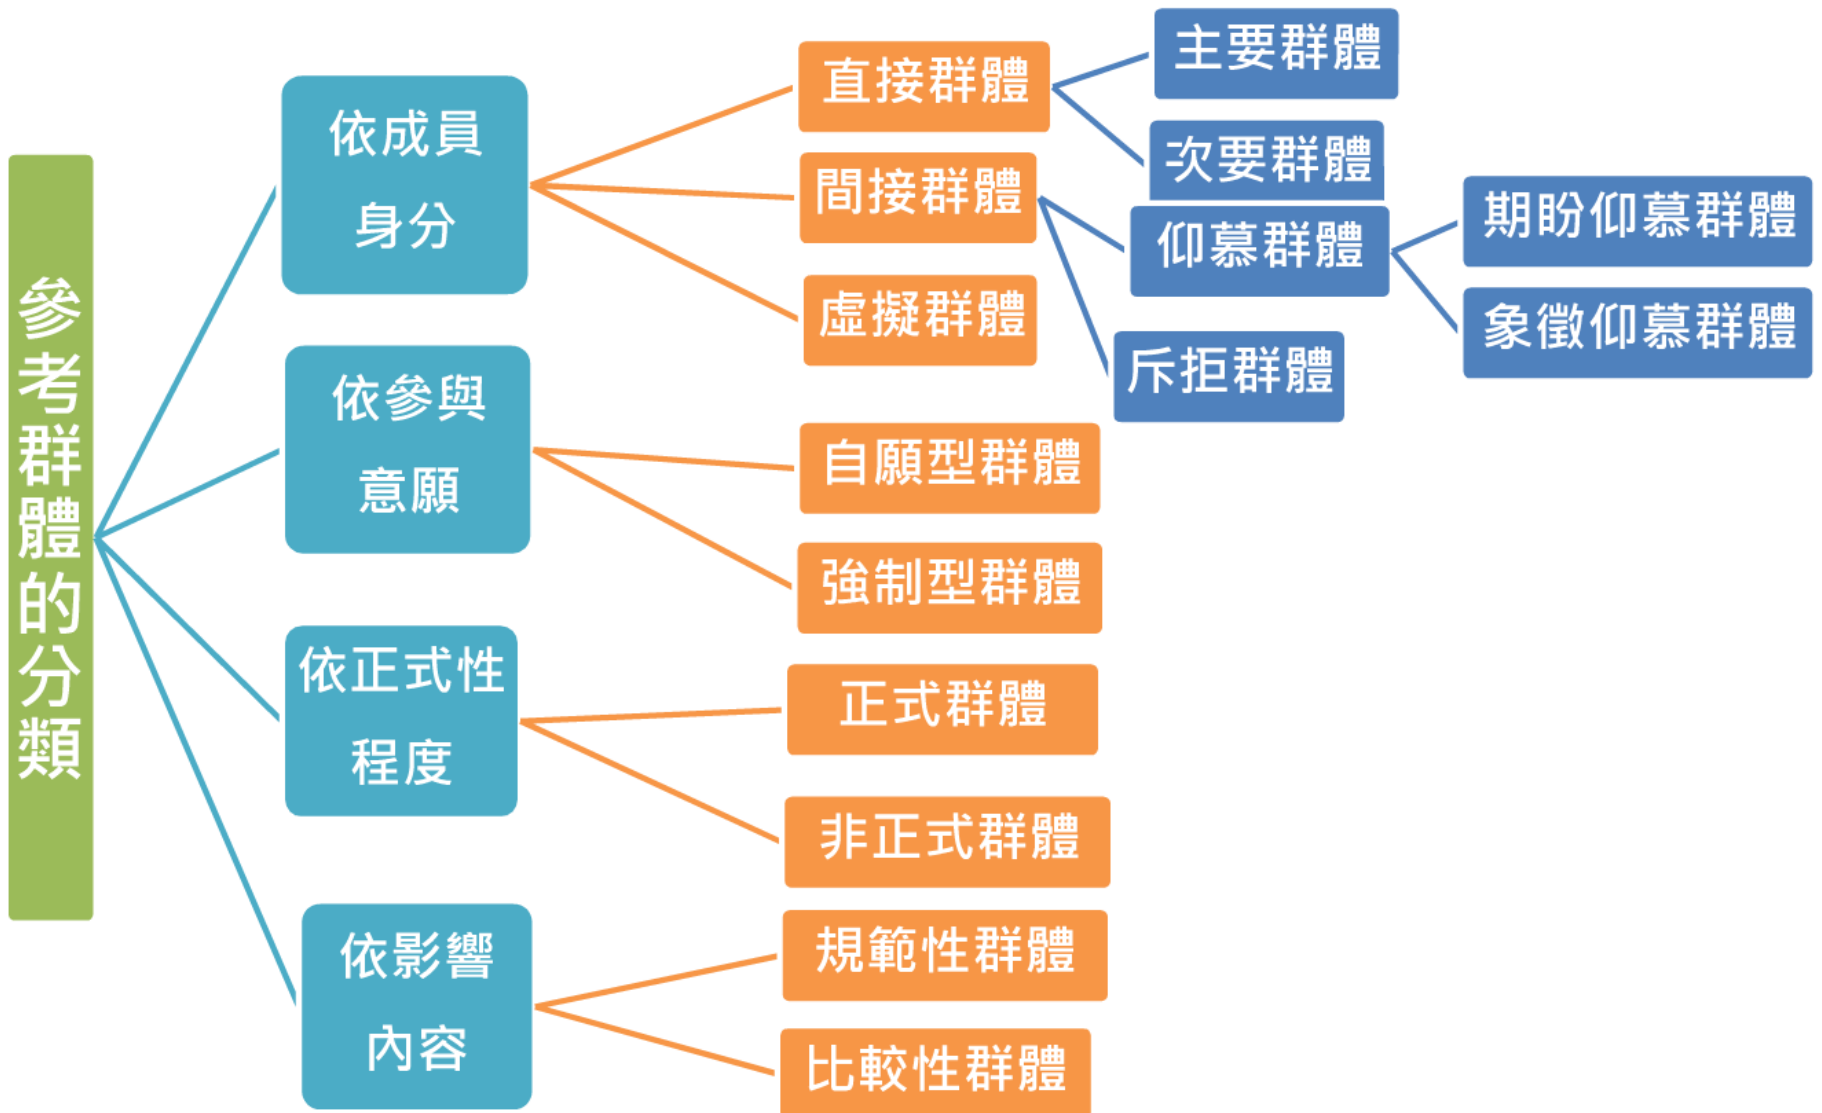 參考群體的分類
依成員
身分
直接群體
主要群體
次要群體
間接群體
仰慕群體
期盼仰慕群體
象徵仰慕群體
斥拒群體
虛擬群體
依參與
意願
自願型群體
強制型群體
依正式性
程度
正式群體
非正式群體
依影響
內容
規範性群體
比較性群體